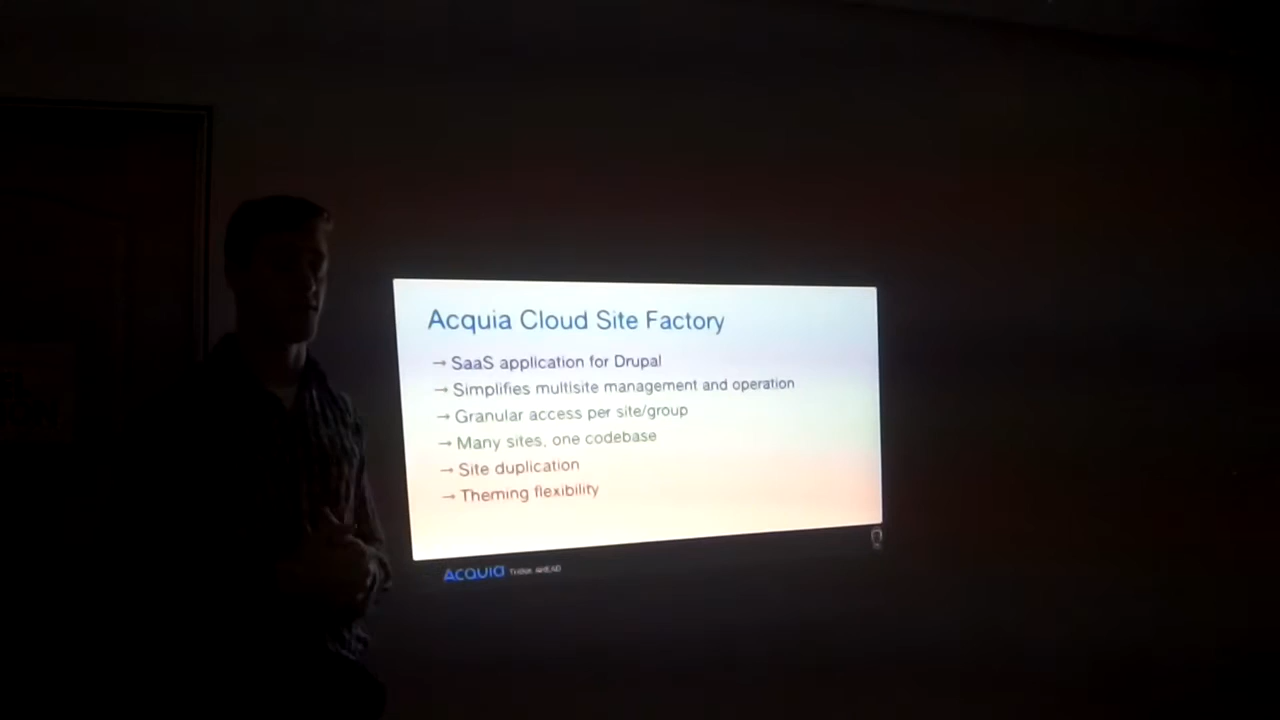 Acquia Cloud Site Factory
→ SaaS application for Drupal
→ Simplifies multisite management and operation
→ Granular access per site/group
→ Many sites, one codebase
→ Site duplication
→ Theming flexibility
ACQUIA THINK AHEAD